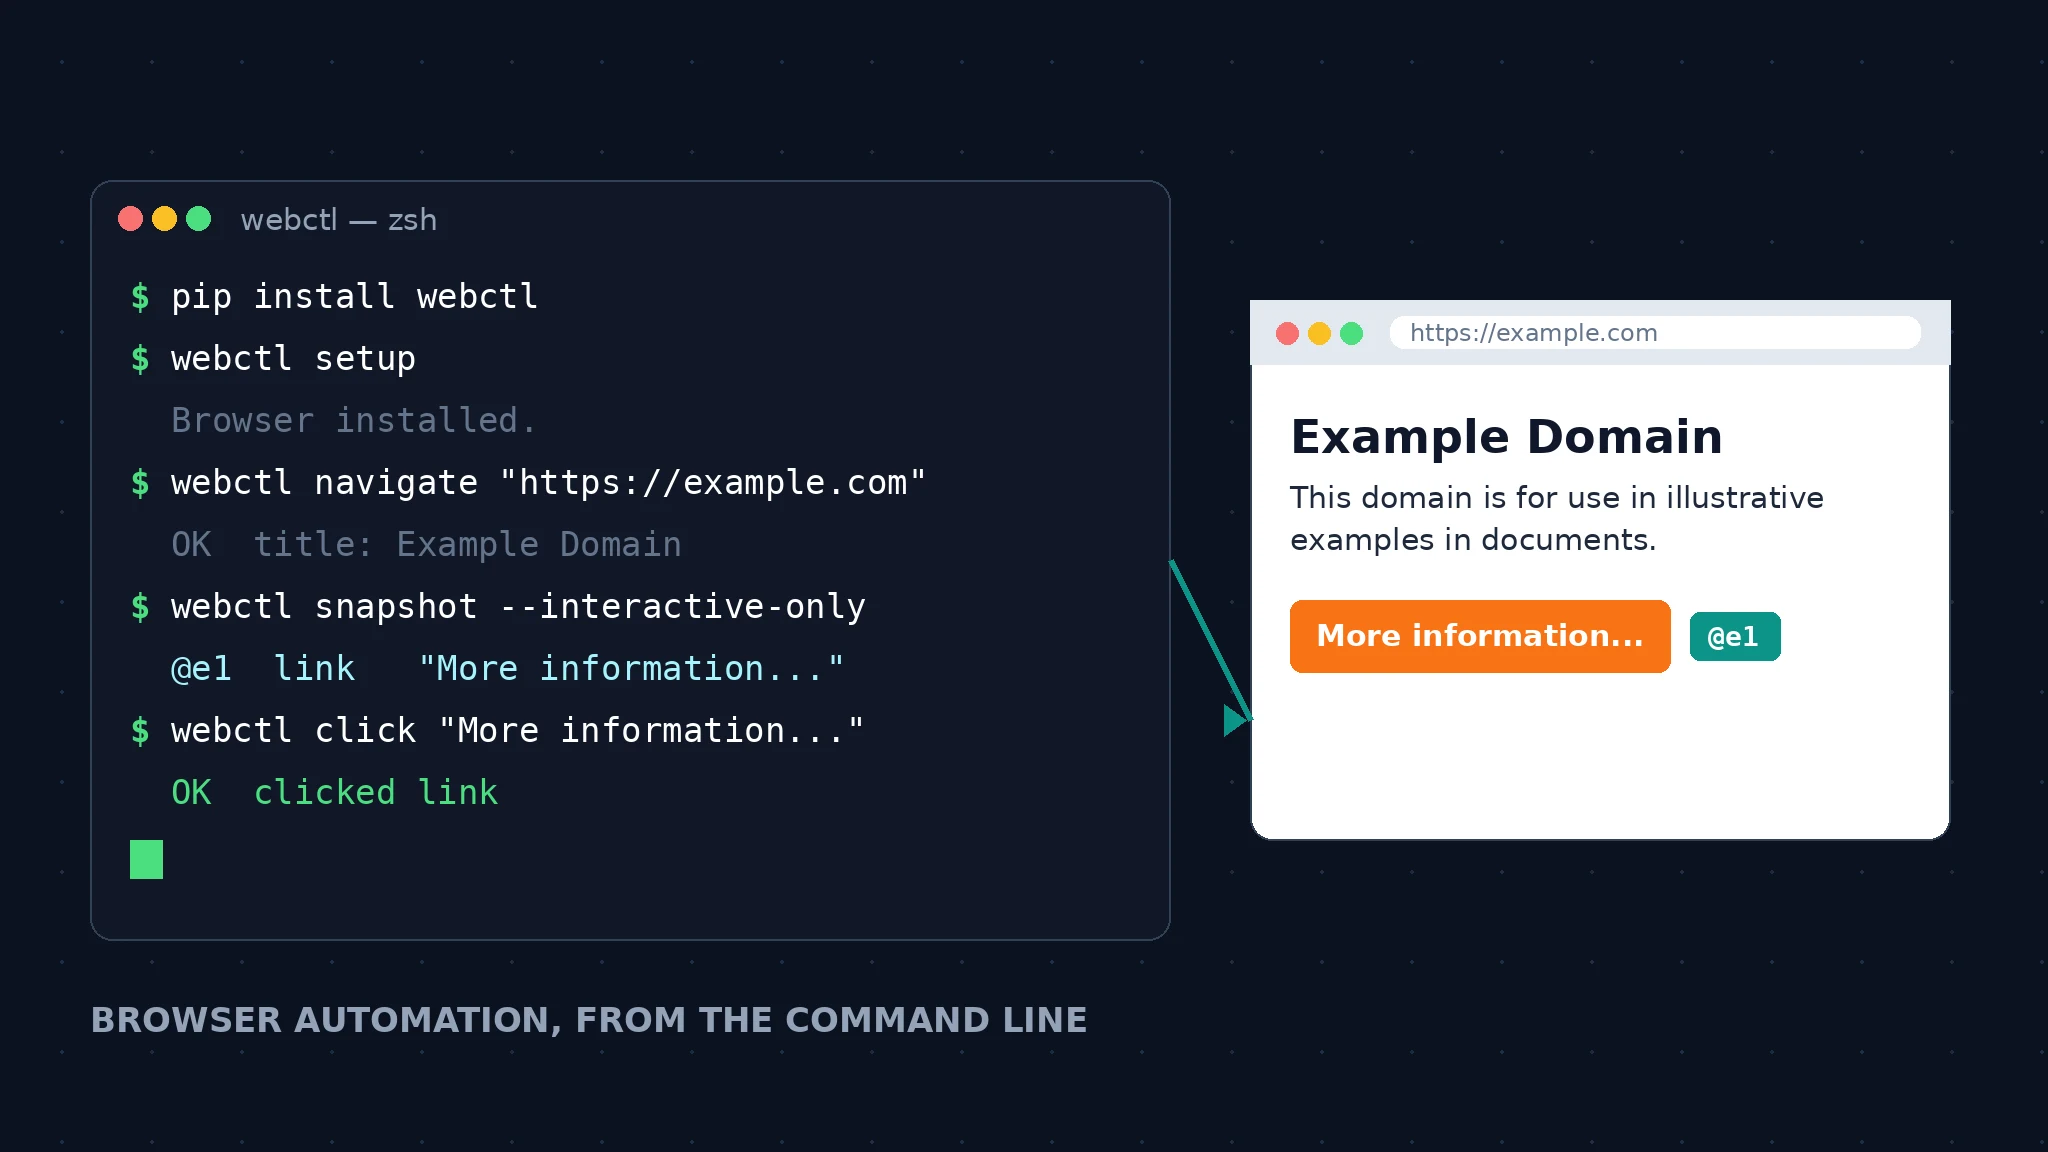 webctl — zsh
$ pip install webctl
$ webctl setup
Browser installed.
$ webctl navigate "https://example.com"
OK  title: Example Domain
$ webctl snapshot --interactive-only
@e1  link   "More information..."
$ webctl click "More information..."
OK  clicked link
https://example.com
Example Domain
This domain is for use in illustrative
examples in documents.
More information...
@e1
BROWSER AUTOMATION, FROM THE COMMAND LINE